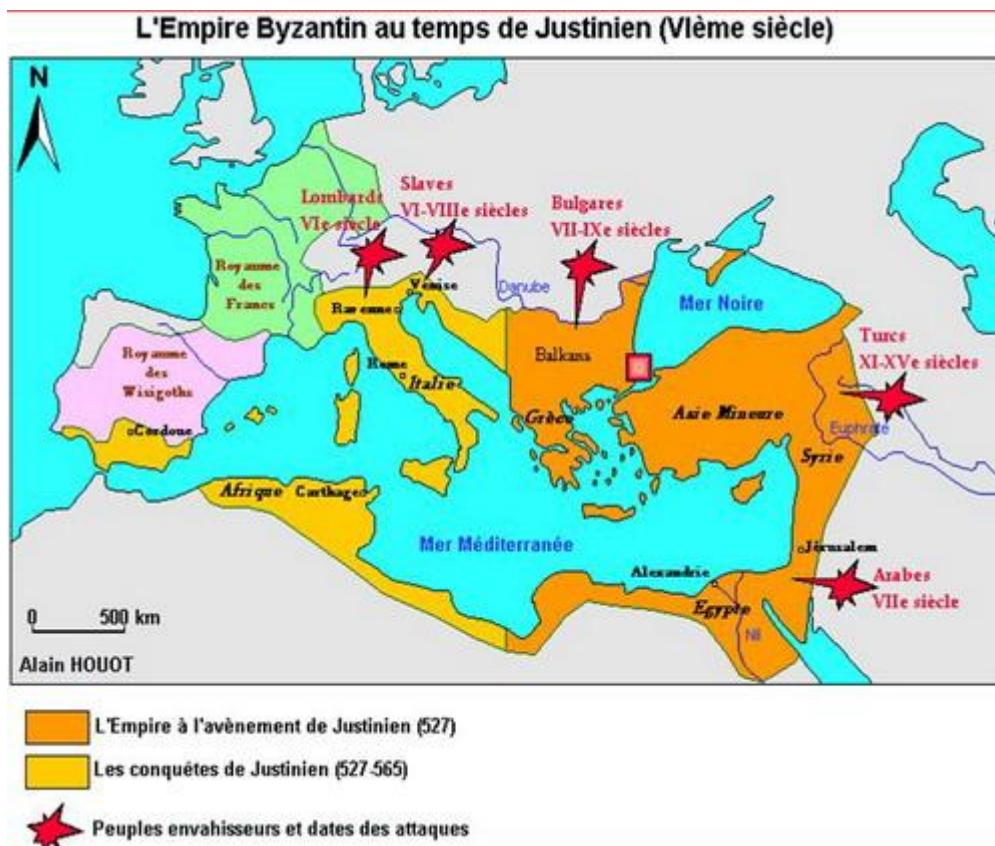 L'Empire Byzantin au temps de Justinien (VIème siècle)
N
Lombards
VIe siècle
Slaves
VI-VIIIe siècles
Bulgares
VII-IXe siècles
Royaume
des
Francs
Venise
Ravenne
Danube
Mer Noire
Turcs
XI-XVe siècles
Royaume
des
Wisigoths
Rome
Italie
Balkans
Grèce
Asie Mineure
Euphrate
Syrie
Cordoue
Afrique
Carthage
Mer Méditerranée
Jérusalem
Alexandrie
Egypte
Nil
Arabes
VIIe siècle
0 500 km
Alain HOUOT
L'Empire à l'avènement de Justinien (527)
Les conquêtes de Justinien (527-565)
Peuples envahisseurs et dates des attaques